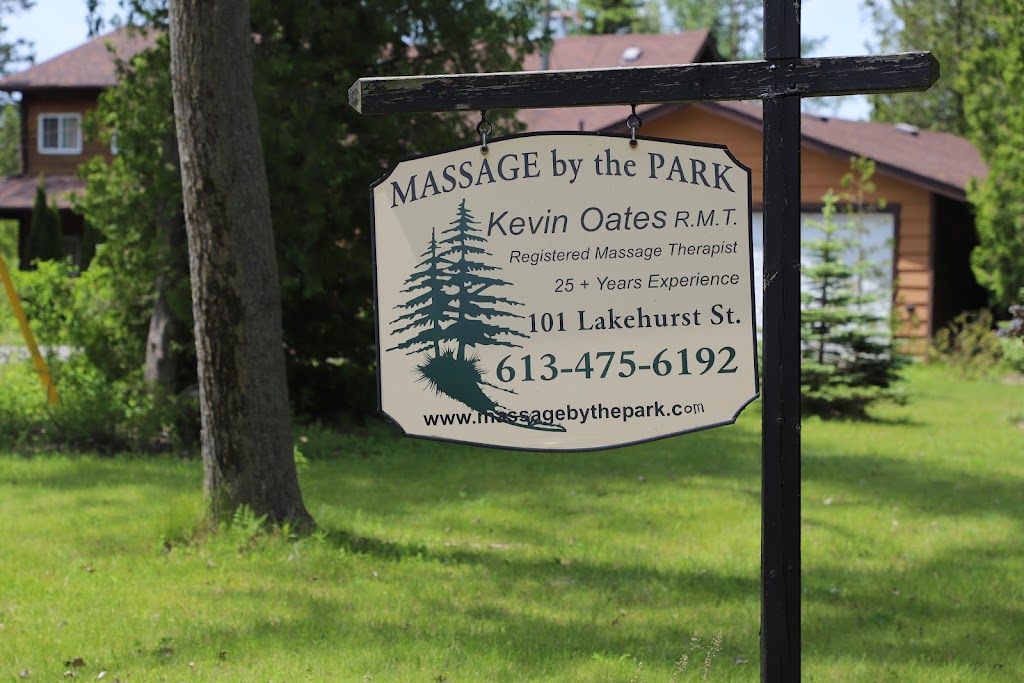 MASSAGE by the PARK
Kevin Oates R.M.T.
Registered Massage Therapist
25 + Years Experience
101 Lakehurst St.
613-475-6192
www.massagebythepark.com